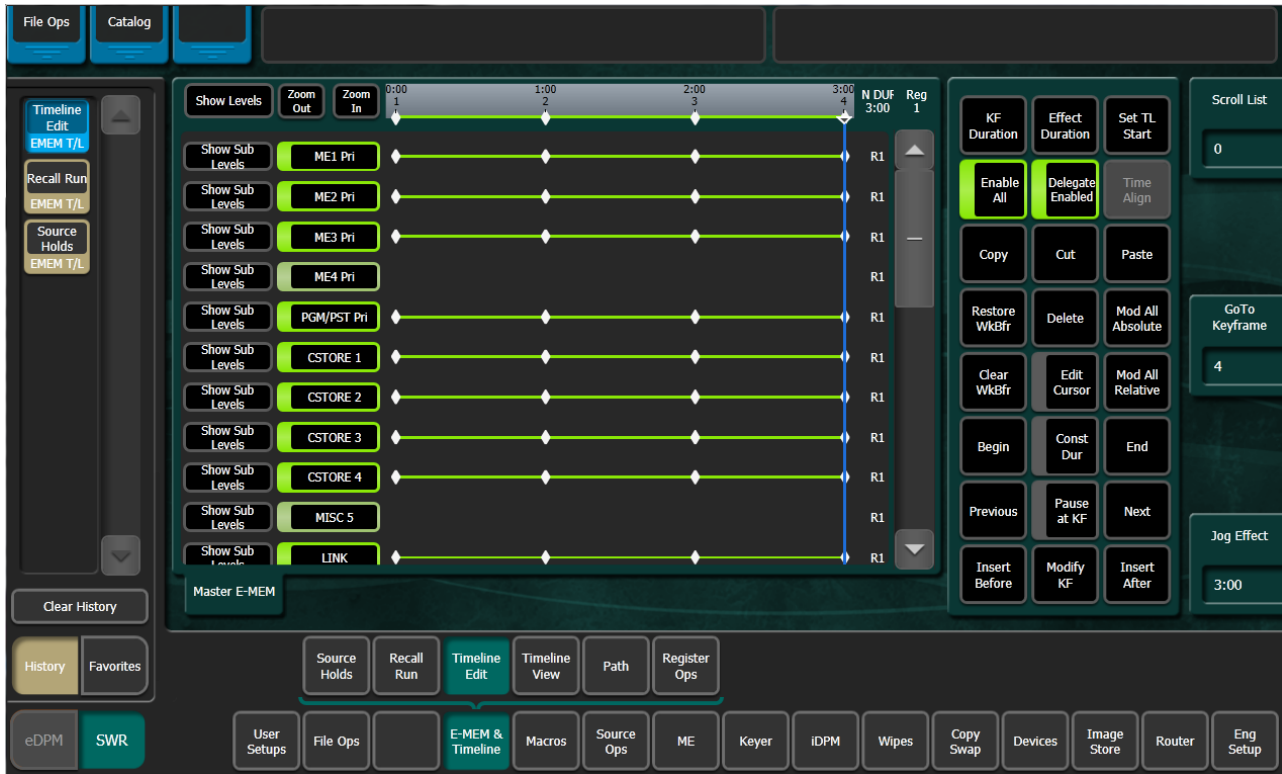 File Ops
Catalog
Timeline
Edit
EMEM T/L
Recall Run
EMEM T/L
Source
Holds
EMEM T/L
Clear History
History
Favorites
eDPM
SWR
Show Levels
Zoom
Out
Zoom
In
0:00
1
1:00
2
2:00
3
3:00
4
N DUR
3:00
Reg
1
Show Sub
Levels
ME1 Pri
R1
Show Sub
Levels
ME2 Pri
R1
Show Sub
Levels
ME3 Pri
R1
Show Sub
Levels
ME4 Pri
R1
Show Sub
Levels
PGM/PST Pri
R1
Show Sub
Levels
CSTORE 1
R1
Show Sub
Levels
CSTORE 2
R1
Show Sub
Levels
CSTORE 3
R1
Show Sub
Levels
CSTORE 4
R1
Show Sub
Levels
MISC 5
R1
Show Sub
Levels
LINK
R1
Master E-MEM
KF
Duration
Effect
Duration
Set TL
Start
Enable
All
Delegate
Enabled
Time
Align
Copy
Cut
Paste
Restore
WkBfr
Delete
Mod All
Absolute
Clear
WkBfr
Edit
Cursor
Mod All
Relative
Begin
Const
Dur
End
Previous
Pause
at KF
Next
Insert
Before
Modify
KF
Insert
After
Scroll List
0
GoTo
Keyframe
4
Jog Effect
3:00
Source
Holds
Recall
Run
Timeline
Edit
Timeline
View
Path
Register
Ops
User
Setups
File Ops
E-MEM &
Timeline
Macros
Source
Ops
ME
Keyer
iDPM
Wipes
Copy
Swap
Devices
Image
Store
Router
Eng
Setup